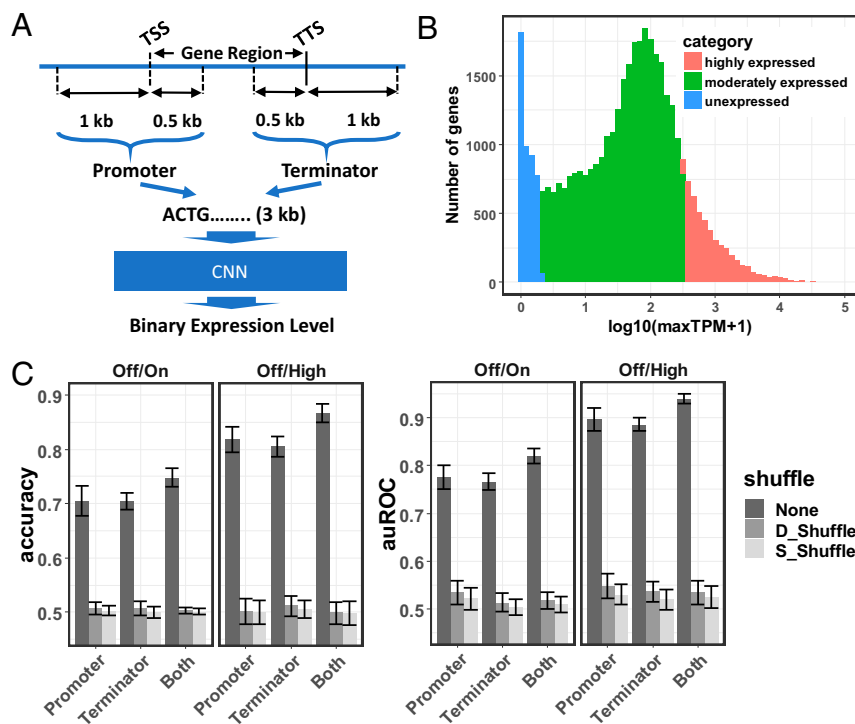 A
TSS
TTS
Gene Region
1 kb
0.5 kb
0.5 kb
1 kb
Promoter
Terminator
ACTG........ (3 kb)
CNN
Binary Expression Level
B
Number of genes
1500
1000
500
0
category
highly expressed
moderately expressed
unexpressed
0 1 2 3 4 5
log10(maxTPM+1)
C
Off/On
Off/High
accuracy
0.9
0.8
0.7
0.6
0.5
Promoter
Terminator
Both
Promoter
Terminator
Both
Off/On
Off/High
auROC
0.9
0.8
0.7
0.6
0.5
Promoter
Terminator
Both
Promoter
Terminator
Both
shuffle
None
D_Shuffle
S_Shuffle